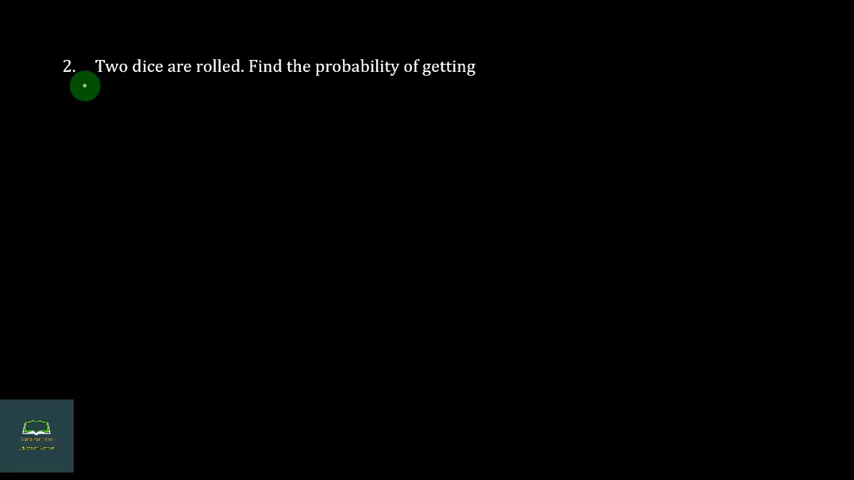 2. Two dice are rolled. Find the probability of getting